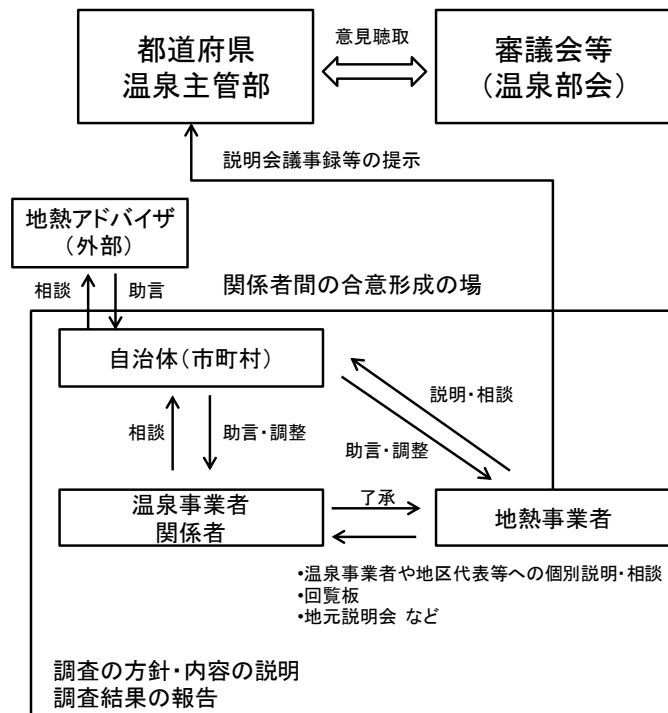 都道府県
温泉主管部
意見聴取
審議会等
（温泉部会）
説明会議事録等の提示
地熱アドバイザ
（外部）
相談
助言
関係者間の合意形成の場
自治体（市町村）
説明・相談
相談
助言・調整
助言・調整
温泉事業者
関係者
了承
地熱事業者
•温泉事業者や地区代表等への個別説明・相談
•回覧板
•地元説明会 など
調査の方針・内容の説明
調査結果の報告